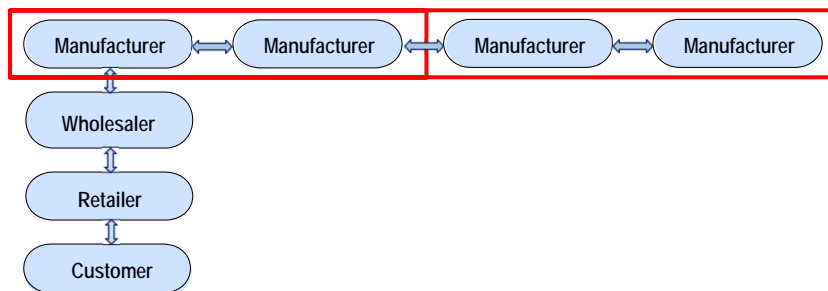 Manufacturer
Manufacturer
Manufacturer
Manufacturer
Wholesaler
Retailer
Customer